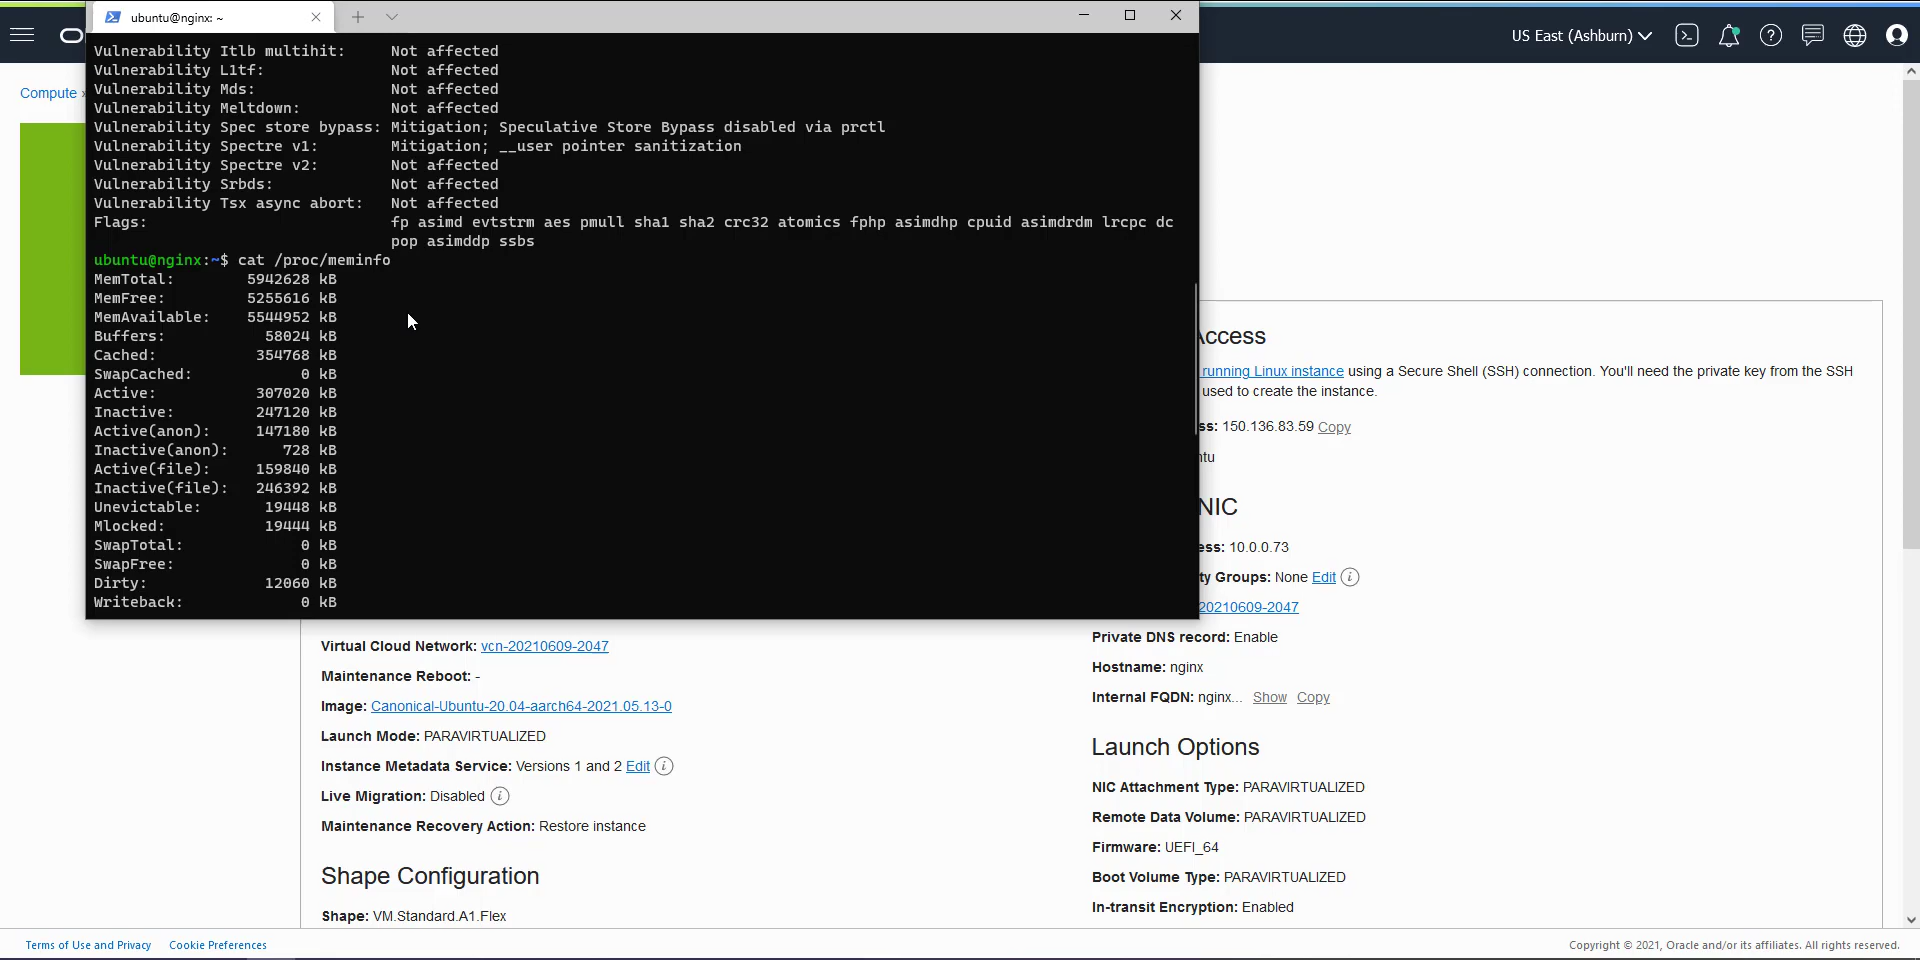 ubuntu@nginx: ~
US East (Ashburn)
Compute »
Vulnerability Itlb multihit: Not affected
Vulnerability L1tf: Not affected
Vulnerability Mds: Not affected
Vulnerability Meltdown: Not affected
Vulnerability Spec store bypass: Mitigation; Speculative Store Bypass disabled via prctl
Vulnerability Spectre v1: Mitigation; __user pointer sanitization
Vulnerability Spectre v2: Not affected
Vulnerability Srbds: Not affected
Vulnerability Tsx async abort: Not affected
Flags: fp asimd evtstrm aes pmull sha1 sha2 crc32 atomics fphp asimdhp cpuid asimdrdm lrcpc dc
pop asimddp ssbs
ubuntu@nginx:~$ cat /proc/meminfo
MemTotal: 5942628 kB
MemFree: 5255616 kB
MemAvailable: 5544952 kB
Buffers: 58024 kB
Cached: 354768 kB
SwapCached: 0 kB
Active: 307020 kB
Inactive: 247120 kB
Active(anon): 147180 kB
Inactive(anon): 728 kB
Active(file): 159840 kB
Inactive(file): 246392 kB
Unevictable: 19448 kB
Mlocked: 19444 kB
SwapTotal: 0 kB
SwapFree: 0 kB
Dirty: 12060 kB
Writeback: 0 kB
Access
running Linux instance using a Secure Shell (SSH) connection. You'll need the private key from the SSH
used to create the instance.
ss: 150.136.83.59 Copy
ntu
NIC
ess: 10.0.0.73
ty Groups: None Edit
20210609-2047
Private DNS record: Enable
Hostname: nginx
Internal FQDN: nginx... Show Copy
Launch Options
NIC Attachment Type: PARAVIRTUALIZED
Remote Data Volume: PARAVIRTUALIZED
Firmware: UEFI_64
Boot Volume Type: PARAVIRTUALIZED
In-transit Encryption: Enabled
Virtual Cloud Network: vcn-20210609-2047
Maintenance Reboot: -
Image: Canonical-Ubuntu-20.04-aarch64-2021.05.13-0
Launch Mode: PARAVIRTUALIZED
Instance Metadata Service: Versions 1 and 2 Edit
Live Migration: Disabled
Maintenance Recovery Action: Restore instance
Shape Configuration
Shape: VM.Standard.A1.Flex
Terms of Use and Privacy Cookie Preferences
Copyright © 2021, Oracle and/or its affiliates. All rights reserved.